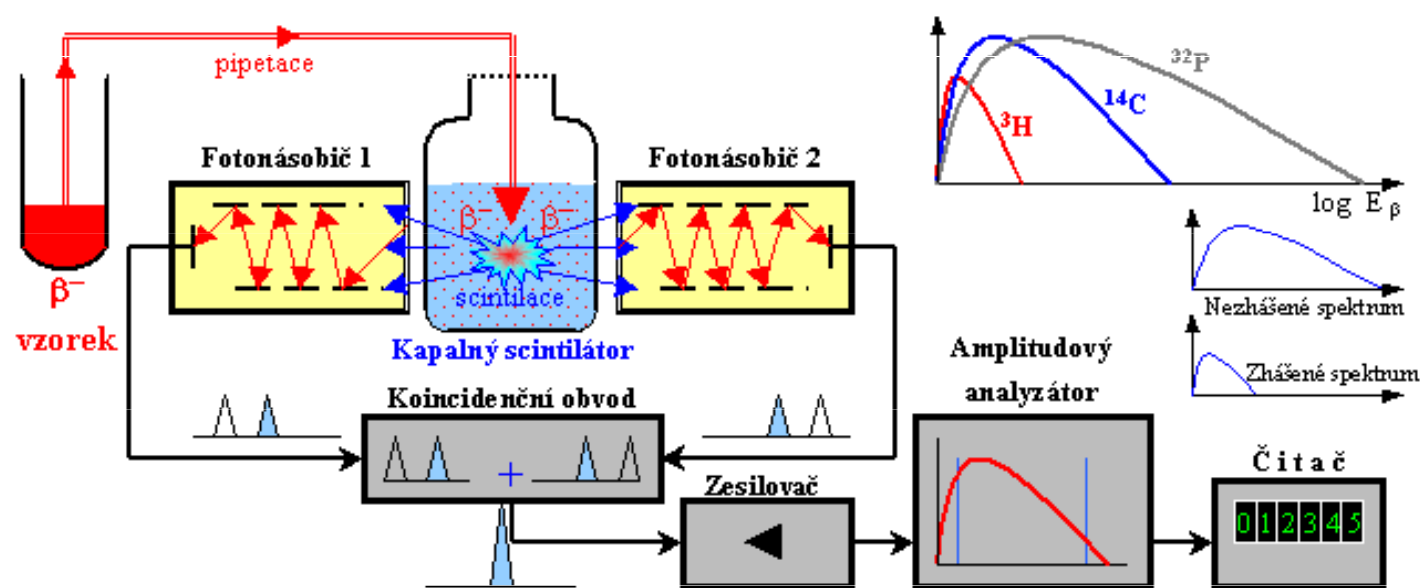 pipetace
³²P
¹⁴C
³H
log E β
Fotonásobič 1
Fotonásobič 2
β⁻ β⁻
scintilace
β⁻
vzorek
Kapalný scintilátor
Nezhášené spektrum
Zhášené spektrum
Amplitudový
analyzátor
Koincidenční obvod
+
Zesilovač
Čitač
012345